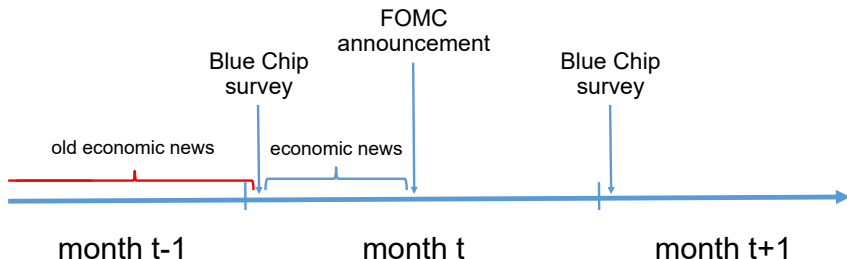 FOMC
announcement
Blue Chip
survey
Blue Chip
survey
old economic news
economic news
month t-1
month t
month t+1